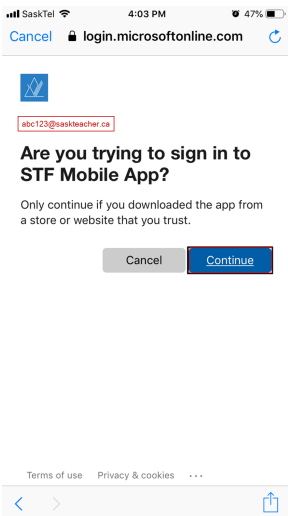 SaskTel 4:03 PM 47%
Cancel login.microsoftonline.com
abc123@saskteacher.ca
Are you trying to sign in to
STF Mobile App?
Only continue if you downloaded the app from
a store or website that you trust.
Cancel Continue
Terms of use Privacy & cookies ...